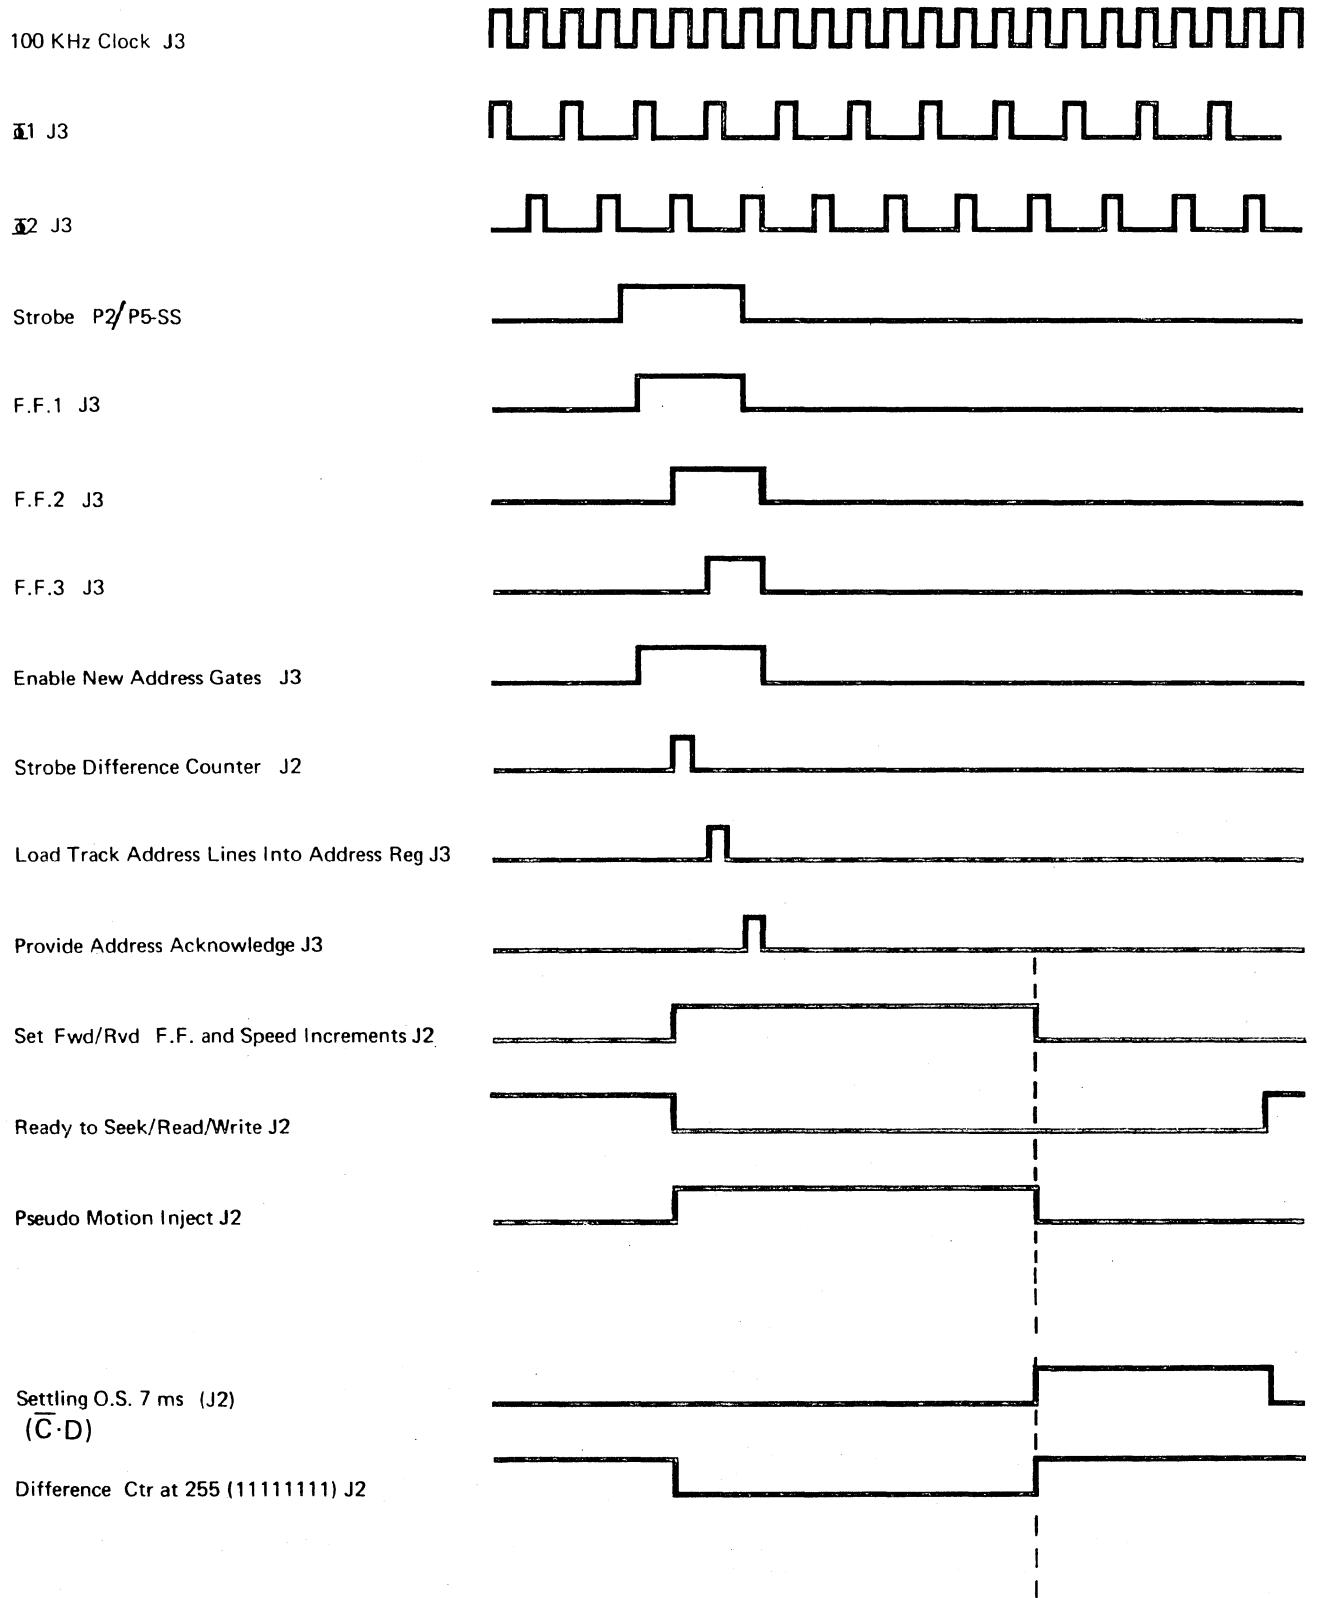 100 KHz Clock J3
Φ1 J3
Φ2 J3
Strobe P2/P5-SS
F.F.1 J3
F.F.2 J3
F.F.3 J3
Enable New Address Gates J3
Strobe Difference Counter J2
Load Track Address Lines Into Address Reg J3
Provide Address Acknowledge J3
Set Fwd/Rvd F.F. and Speed Increments J2
Ready to Seek/Read/Write J2
Pseudo Motion Inject J2
Settling O.S. 7 ms (J2)
(C̅·D)
Difference Ctr at 255 (11111111) J2